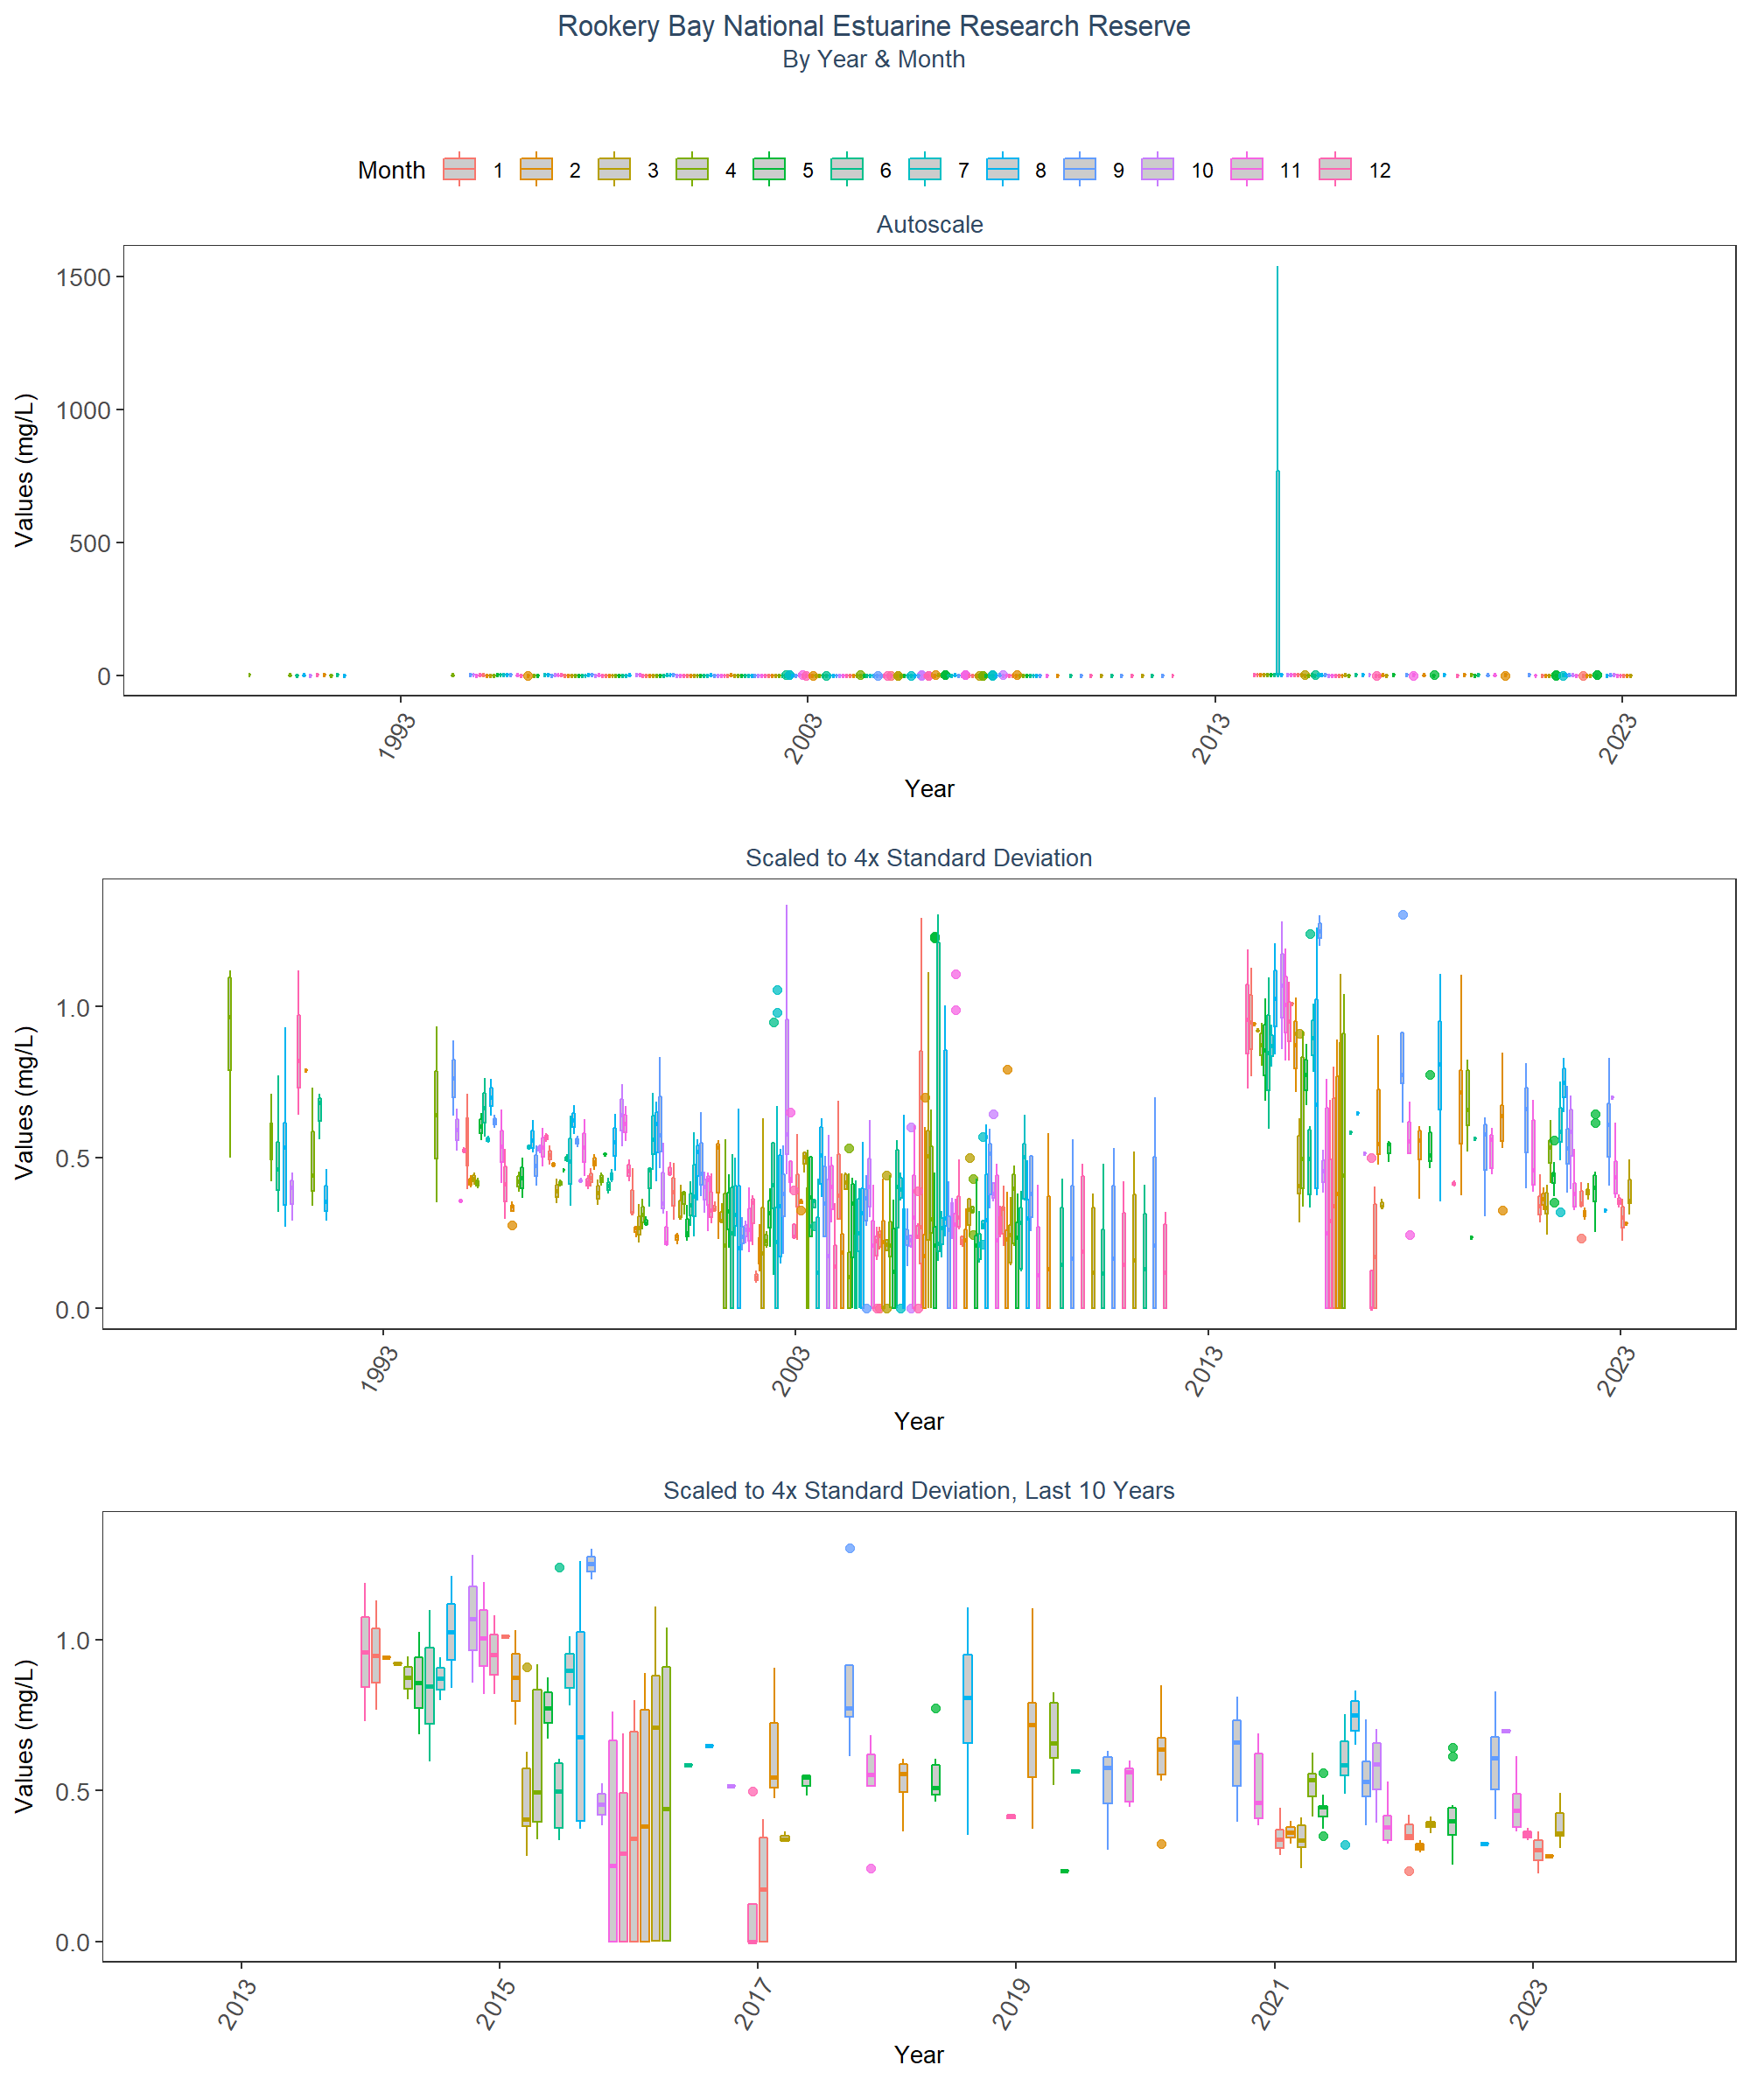 Rookery Bay National Estuarine Research Reserve
By Year & Month
Month 1 2 3 4 5 6 7 8 9 10 11 12
Autoscale
Values (mg/L)
1500
1000
500
0
1993 2003 2013 2023
Year
Scaled to 4x Standard Deviation
Values (mg/L)
1.0
0.5
0.0
1993 2003 2013 2023
Year
Scaled to 4x Standard Deviation, Last 10 Years
Values (mg/L)
1.0
0.5
0.0
2013 2015 2017 2019 2021 2023
Year